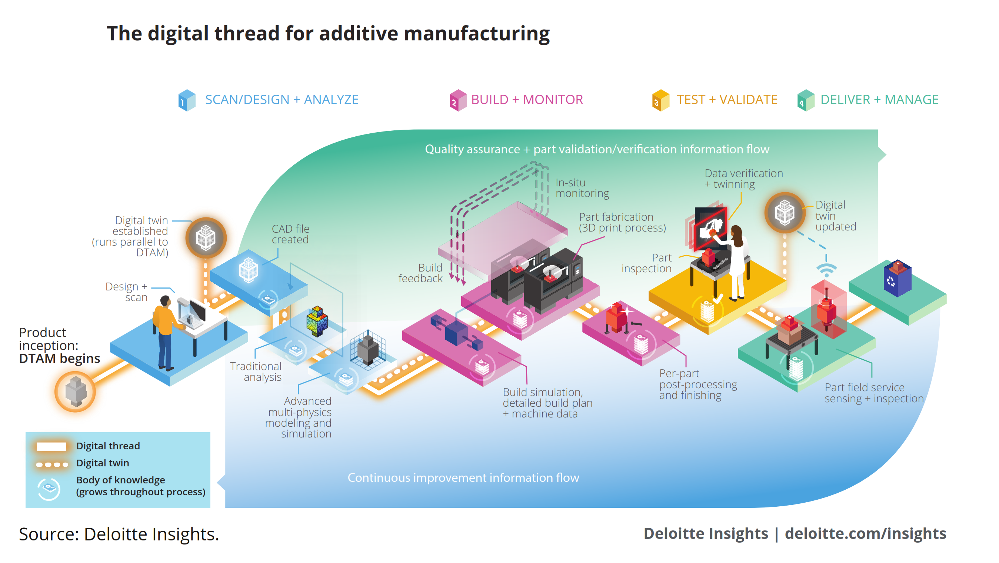 The digital thread for additive manufacturing
1 SCAN/DESIGN + ANALYZE
2 BUILD + MONITOR
3 TEST + VALIDATE
4 DELIVER + MANAGE
Quality assurance + part validation/verification information flow
Digital twin
established
(runs parallel to
DTAM)
Design +
scan
Product
inception:
DTAM begins
CAD file
created
Traditional
analysis
Advanced
multi-physics
modeling and
simulation
Build
feedback
In-situ
monitoring
Part fabrication
(3D print process)
Build simulation,
detailed build plan
+ machine data
Per-part
post-processing
and finishing
Part
inspection
Data verification
+ twinning
Digital
twin
updated
Part field service
sensing + inspection
Continuous improvement information flow
Digital thread
Digital twin
Body of knowledge
(grows throughout process)
Source: Deloitte Insights.
Deloitte Insights | deloitte.com/insights